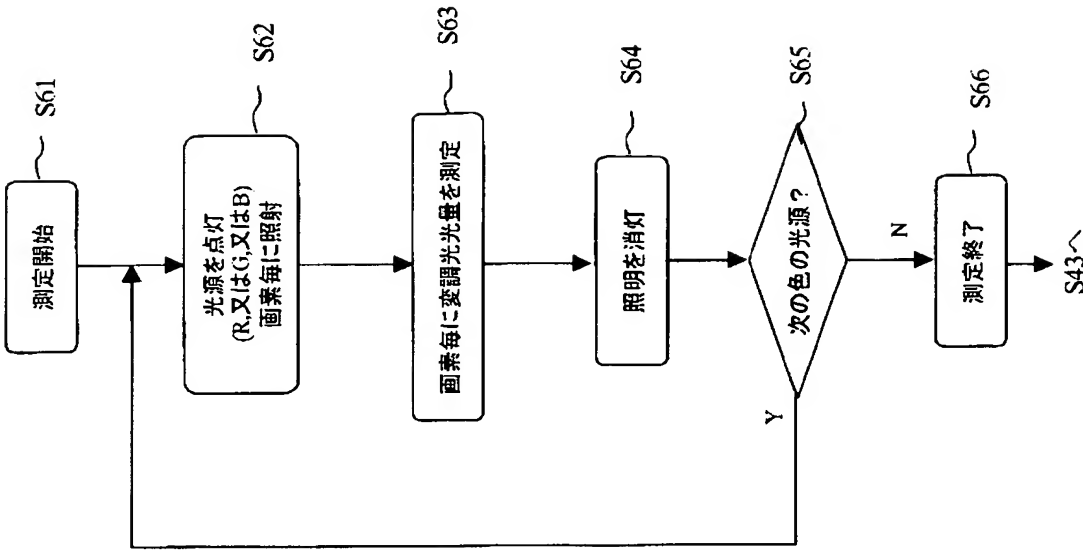 測定開始
S61
光源を点灯
(R,又はG,又はB)
画素毎に照射
S62
画素毎に変調光光量を測定
S63
照明を消灯
S64
次の色の光源？
S65
Y
N
測定終了
S66
S43へ